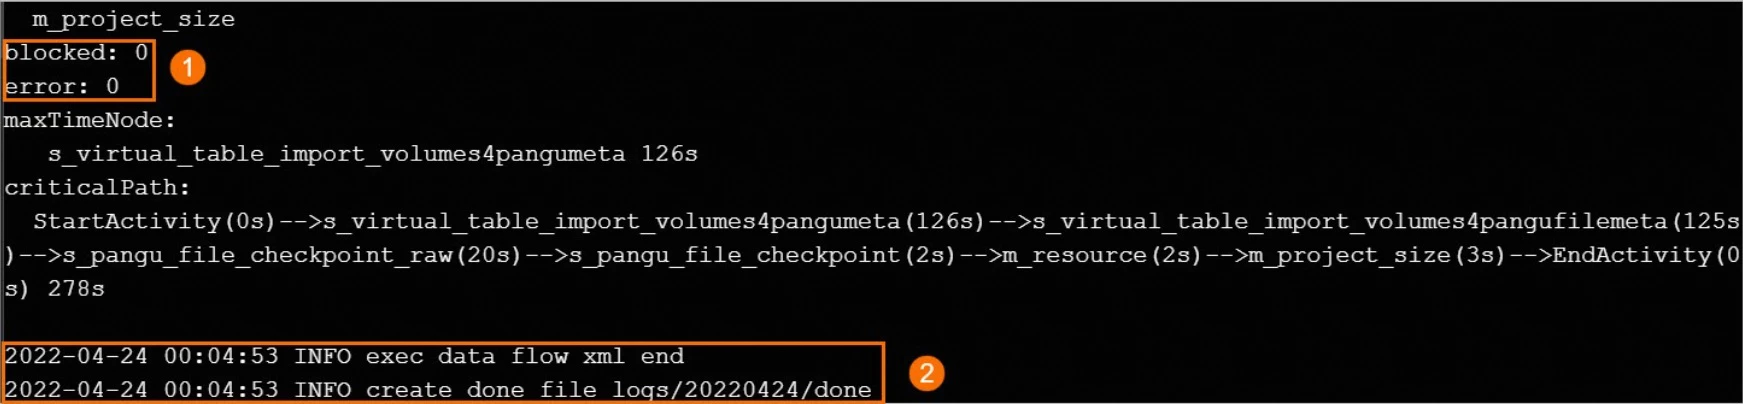 m_project_size
blocked: 0
1
error: 0
maxTimeNode:
s_virtual_table_import_volumes4pangumeta 126s
criticalPath:
StartActivity(0s)-->s_virtual_table_import_volumes4pangumeta(126s)-->s_virtual_table_import_volumes4pangufilemeta(125s
)-->s_pangu_file_checkpoint_raw(20s)-->s_pangu_file_checkpoint(2s)-->m_resource(2s)-->m_project_size(3s)-->EndActivity(0
s) 278s
2022-04-24 00:04:53 INFO exec data flow xml end
2
2022-04-24 00:04:53 INFO create done file logs/20220424/done